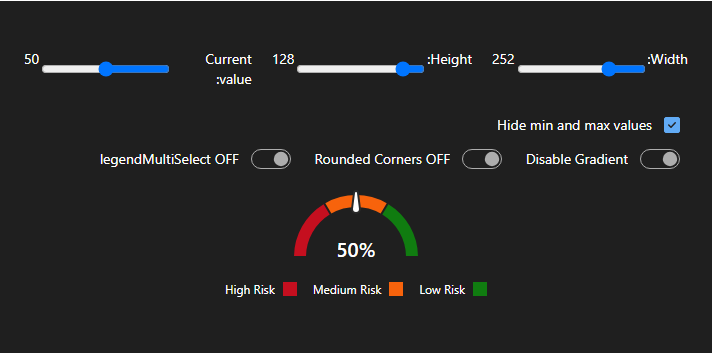 Width:
252
Height:
128
Current
value:
50
Hide min and max values
Disable Gradient
Rounded Corners OFF
legendMultiSelect OFF
50%
Low Risk
Medium Risk
High Risk